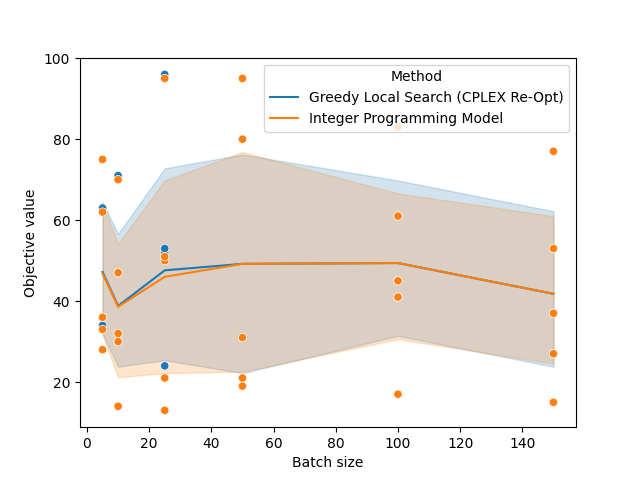 100
80
60
40
20
Objective value
Method
Greedy Local Search (CPLEX Re-Opt)
Integer Programming Model
0 20 40 60 80 100 120 140
Batch size